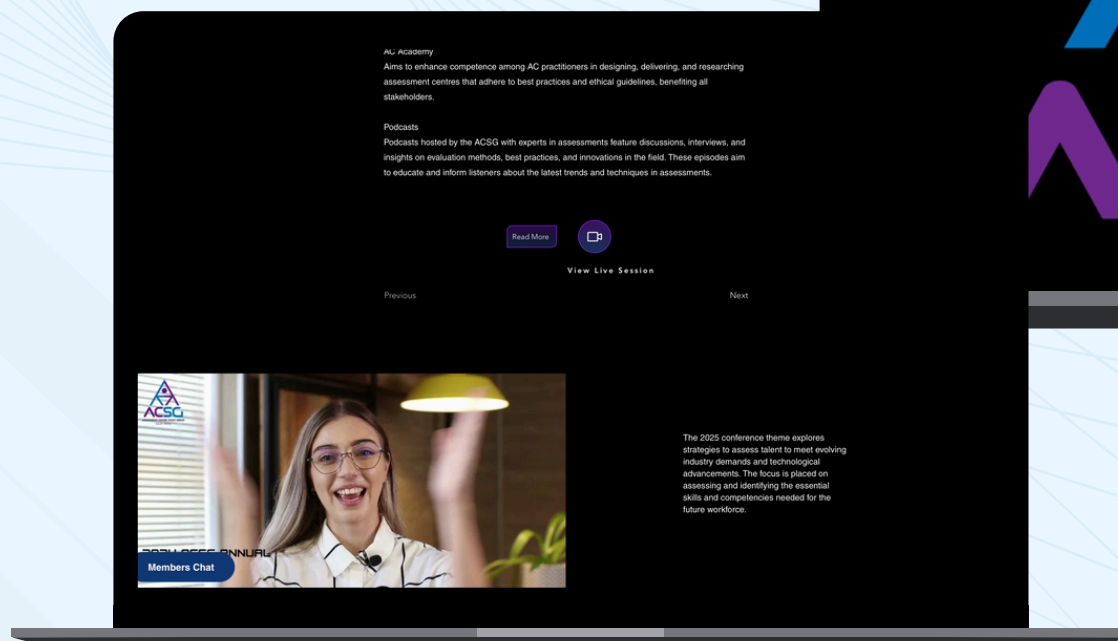 AC Academy
Aims to enhance competence among AC practitioners in designing, delivering, and researching
assessment centres that adhere to best practices and ethical guidelines, benefiting all
stakeholders.
Podcasts
Podcasts hosted by the ACSG with experts in assessments feature discussions, interviews, and
insights on evaluation methods, best practices, and innovations in the field. These episodes aim
to educate and inform listeners about the latest trends and techniques in assessments.
Read More
View Live Session
Previous
Next
ACSG
ANNUAL
Members Chat
The 2025 conference theme explores
strategies to assess talent to meet evolving
industry demands and technological
advancements. The focus is placed on
assessing and identifying the essential
skills and competencies needed for the
future workforce.